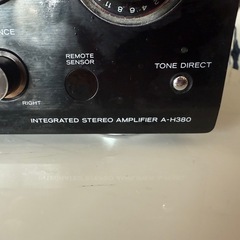 NCE
REMOTE
SENSOR
TONE DIRECT
RIGHT
INTEGRATED STEREO AMPLIFIER A-H380